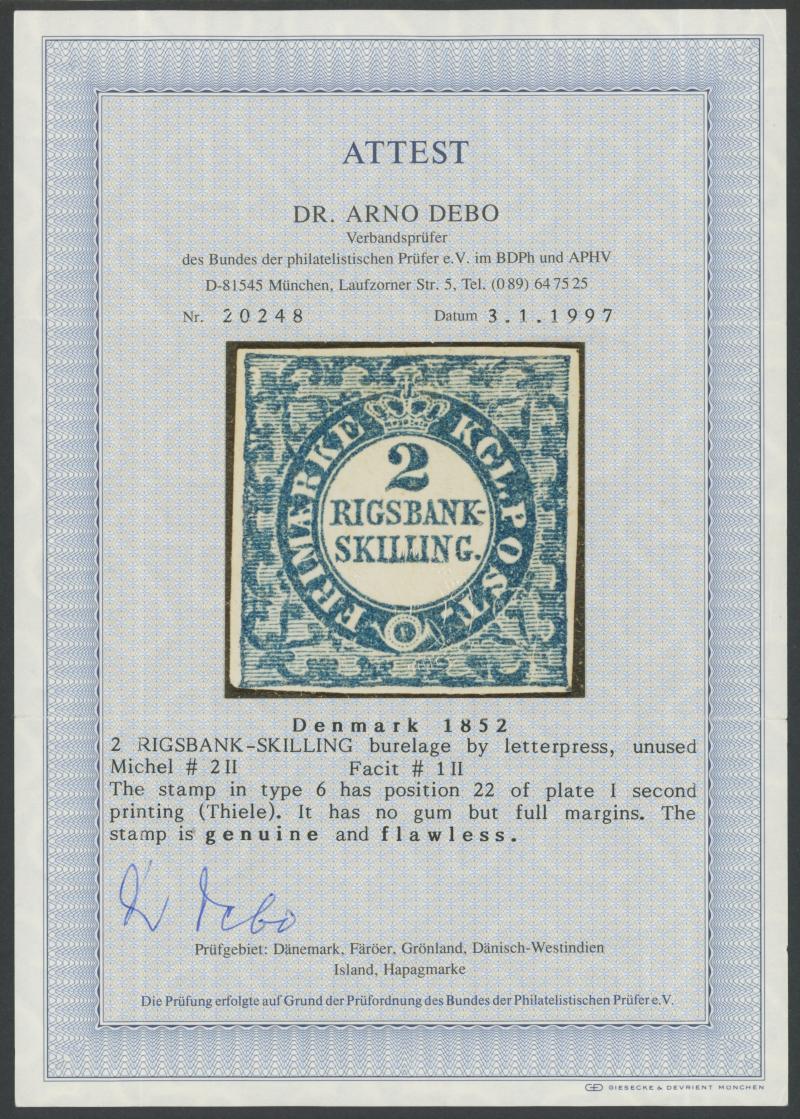 ATTEST
DR. ARNO DEBO
Verbandsprüfer
des Bundes der philatelistischen Prüfer e.V. im BDPh und APHV
D-81545 München, Laufzorner Str. 5, Tel. (0 89) 64 75 25
Nr. 20248 Datum 3.1.1997
FRIMARKE KGL. POST.
2
RIGSBANK-
SKILLING.
Denmark 1852
2 RIGSBANK-SKILLING burelage by letterpress, unused
Michel # 2II Facit # 1II
The stamp in type 6 has position 22 of plate I second
printing (Thiele). It has no gum but full margins. The
stamp is genuine and flawless.
Dr Debo
Prüfgebiet: Dänemark, Färöer, Grönland, Dänisch-Westindien
Island, Hapagmarke
Die Prüfung erfolgte auf Grund der Prüfordnung des Bundes der Philatelistischen Prüfer e.V.
GIESECKE & DEVRIENT MÜNCHEN